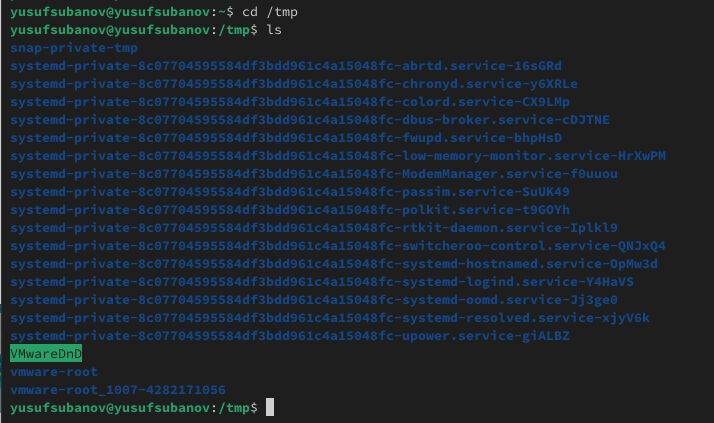 yusufsubanov@yusufsubanov:~$ cd /tmp
yusufsubanov@yusufsubanov:/tmp$ ls
snap-private-tmp
systemd-private-8c07704595584df3bdd961c4a15048fc-abrtd.service-16sGRd
systemd-private-8c07704595584df3bdd961c4a15048fc-chronyd.service-y6XRLe
systemd-private-8c07704595584df3bdd961c4a15048fc-colord.service-CX9LMp
systemd-private-8c07704595584df3bdd961c4a15048fc-dbus-broker.service-cDJTNE
systemd-private-8c07704595584df3bdd961c4a15048fc-fwupd.service-bhpHsD
systemd-private-8c07704595584df3bdd961c4a15048fc-low-memory-monitor.service-HrXwPM
systemd-private-8c07704595584df3bdd961c4a15048fc-ModemManager.service-f0uuou
systemd-private-8c07704595584df3bdd961c4a15048fc-passim.service-SuUK49
systemd-private-8c07704595584df3bdd961c4a15048fc-polkit.service-t9GOYh
systemd-private-8c07704595584df3bdd961c4a15048fc-rtkit-daemon.service-Iplkl9
systemd-private-8c07704595584df3bdd961c4a15048fc-switcheroo-control.service-QNJxQ4
systemd-private-8c07704595584df3bdd961c4a15048fc-systemd-hostnamed.service-OpMw3d
systemd-private-8c07704595584df3bdd961c4a15048fc-systemd-logind.service-Y4HaVS
systemd-private-8c07704595584df3bdd961c4a15048fc-systemd-oomd.service-Jj3ge0
systemd-private-8c07704595584df3bdd961c4a15048fc-systemd-resolved.service-xjyV6k
systemd-private-8c07704595584df3bdd961c4a15048fc-upower.service-giALBZ
VMwareDnD
vmware-root
vmware-root_1007-4282171056
yusufsubanov@yusufsubanov:/tmp$